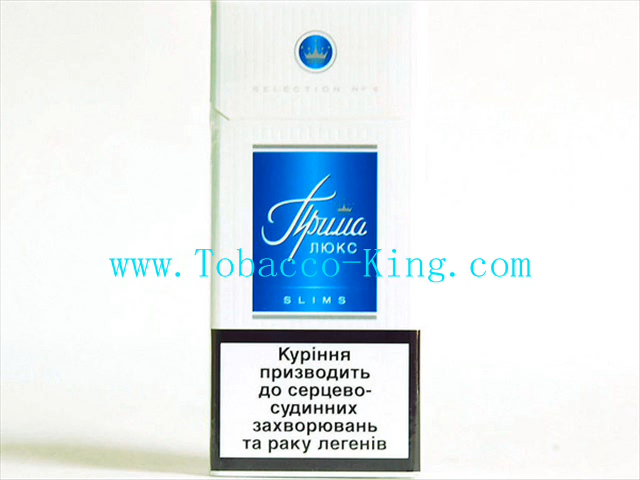 SELECTION № 5
Прима
ЛЮКС
www.Tobacco-King.com
SLIMS
Куріння
призводить
до серцево-
судинних
захворювань
та раку легенів